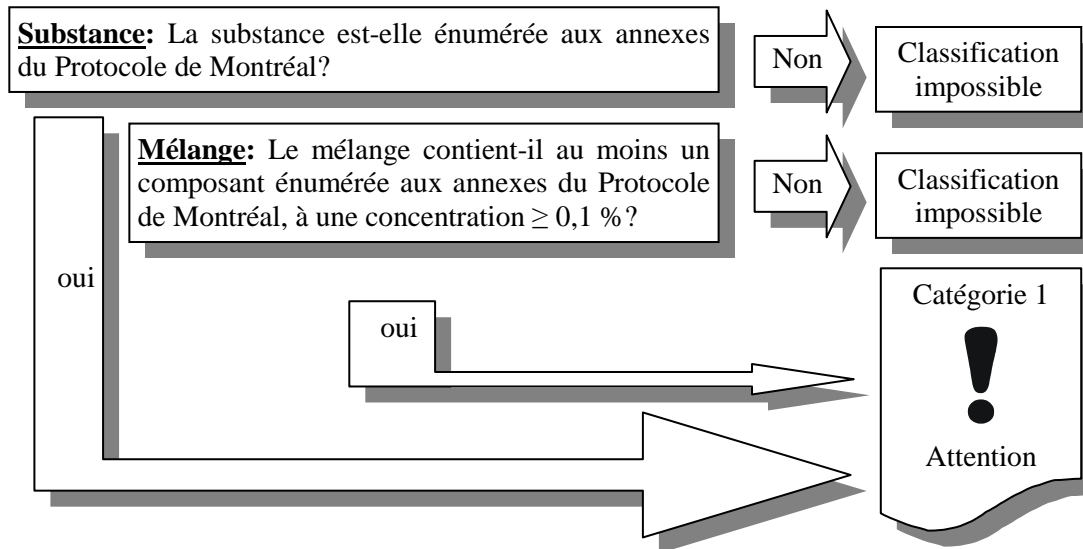 Substance: La substance est-elle énumérée aux annexes
du Protocole de Montréal?
Non
Classification
impossible
Mélange: Le mélange contient-il au moins un
composant énumérée aux annexes du Protocole
de Montréal, à une concentration ≥ 0,1 %?
Non
Classification
impossible
oui
oui
Catégorie 1
!
Attention